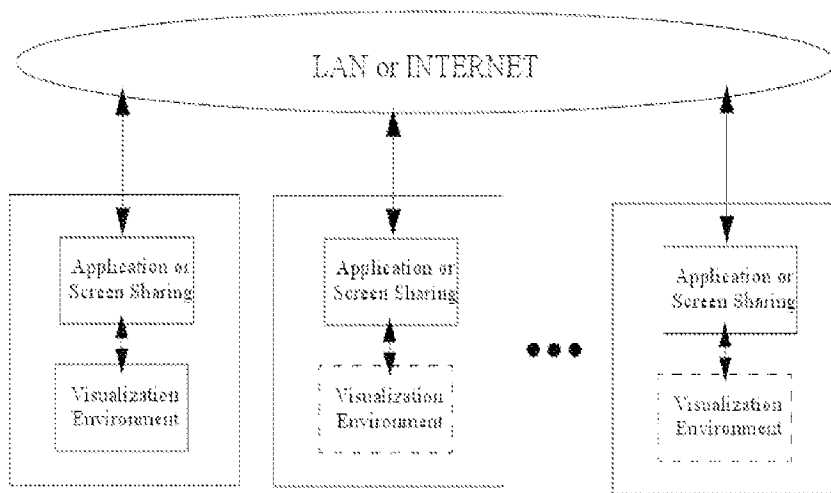 LAN or INTERNET
Application or
Screen Sharing
Visualization
Environment
Application or
Screen Sharing
Visualization
Environment
Application or
Screen Sharing
Visualization
Environment